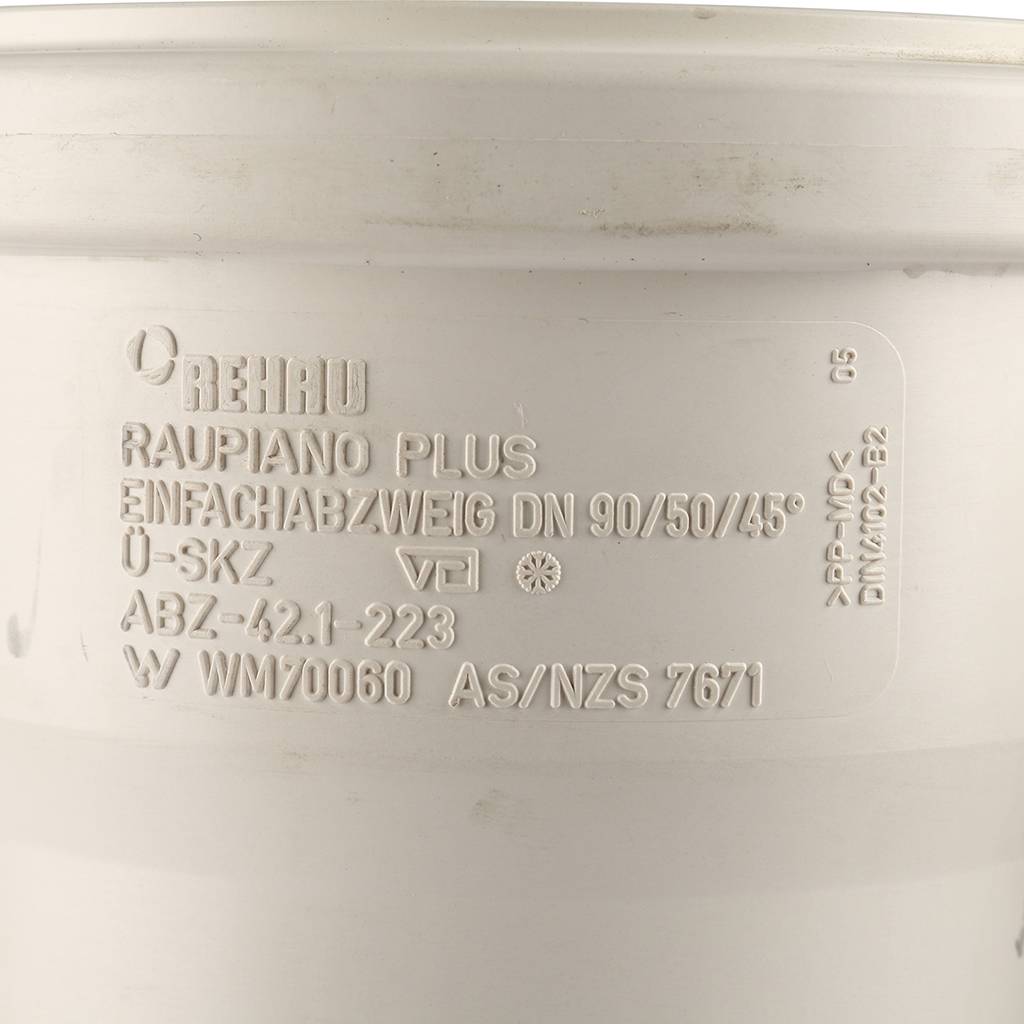 REHAU
RAUPIANO PLUS
EINFACHABZWEIG DN 90/50/45°
Ü-SKZ
ABZ-42.1-223
W WM70060 AS/NZS 7671
05
>PP-MD<
DIN4102-B2